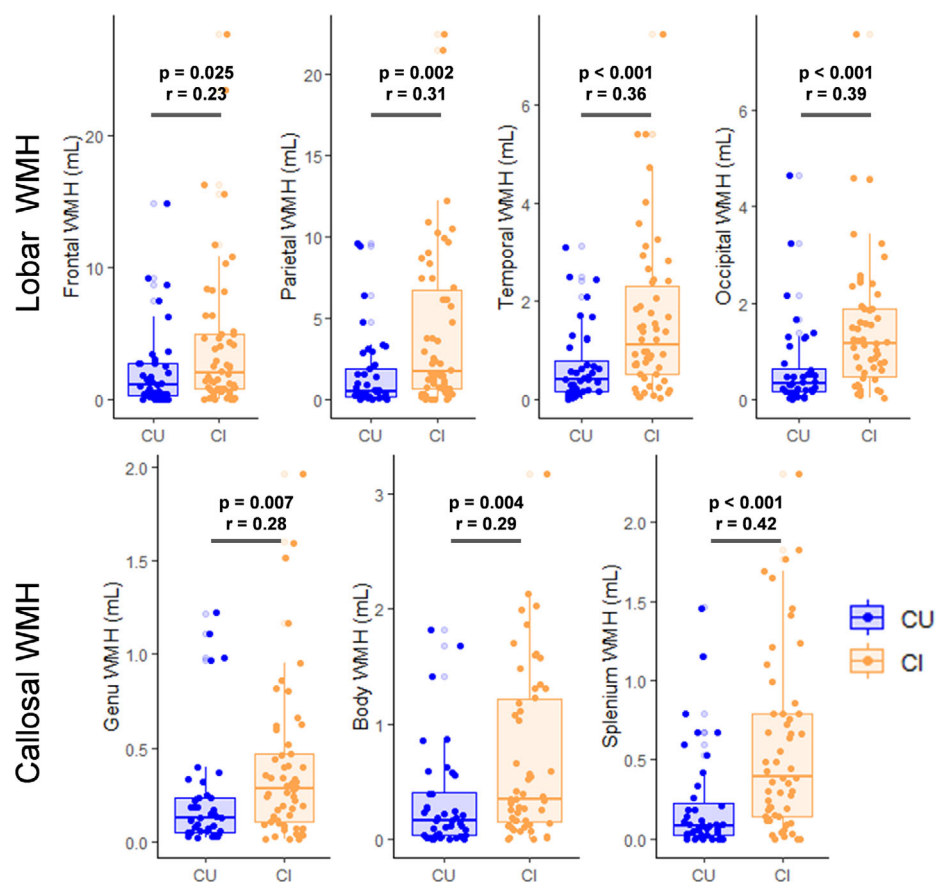 Lobar WMH
Frontal WMH (mL)
20
10
0
p = 0.025
r = 0.23
CU
CI
Parietal WMH (mL)
20
15
10
5
0
p = 0.002
r = 0.31
CU
CI
Temporal WMH (mL)
6
4
2
0
p < 0.001
r = 0.36
CU
CI
Occipital WMH (mL)
6
4
2
0
p < 0.001
r = 0.39
CU
CI
Callosal WMH
Genu WMH (mL)
2.0
1.5
1.0
0.5
0.0
p = 0.007
r = 0.28
CU
CI
Body WMH (mL)
3
2
1
0
p = 0.004
r = 0.29
CU
CI
Splenium WMH (mL)
2.0
1.5
1.0
0.5
0.0
p < 0.001
r = 0.42
CU
CI
CU
CI